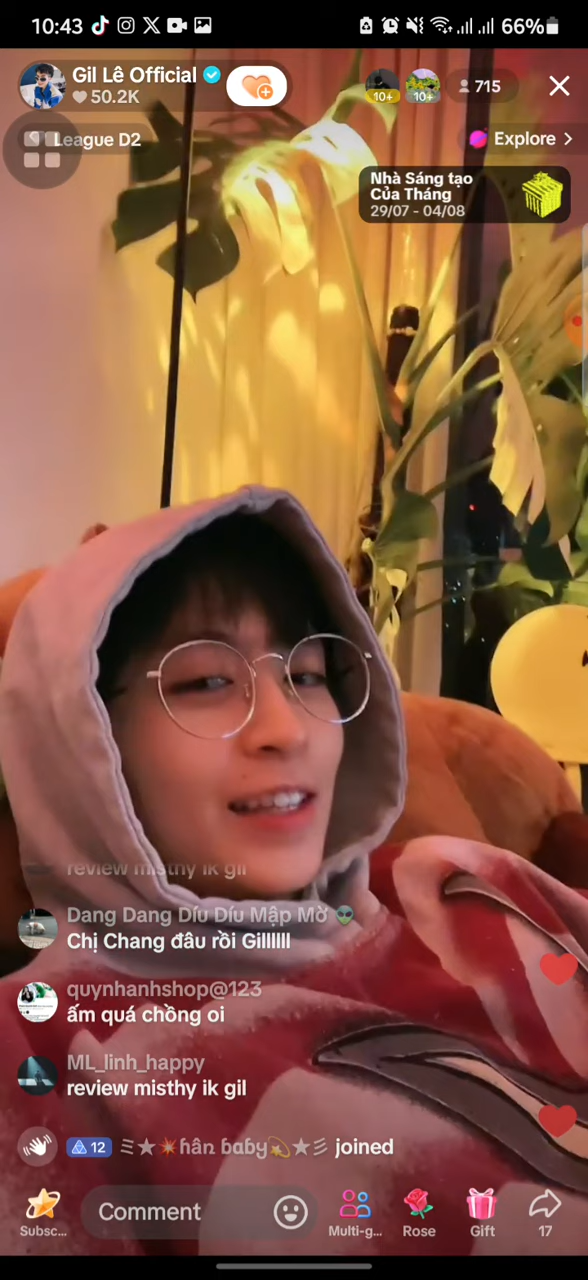 10:43
66%
Gil Lê Official
50.2K
10+
10+
715
League D2
Explore >
Nhà Sáng tạo
Của Tháng
29/07 - 04/08
review misthy ik gil
Dang Dang Díu Díu Mập Mờ 👽
Chị Chang đâu rồi Gillllll
quynhanhshop@123
ấm quá chồng oi
ML_linh_happy
review misthy ik gil
12 ミ★💥hân baby💫★彡 joined
Subsc...
Comment
Multi-g...
Rose
Gift
17